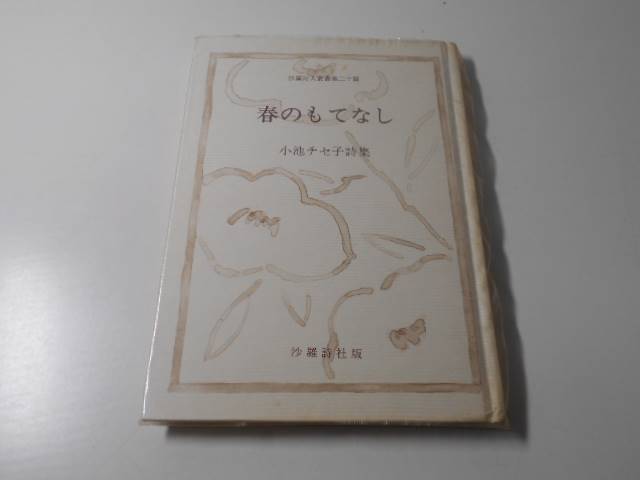 沙羅同人叢書第二十篇
春のもてなし
小池チセ子詩集
沙羅詩社版